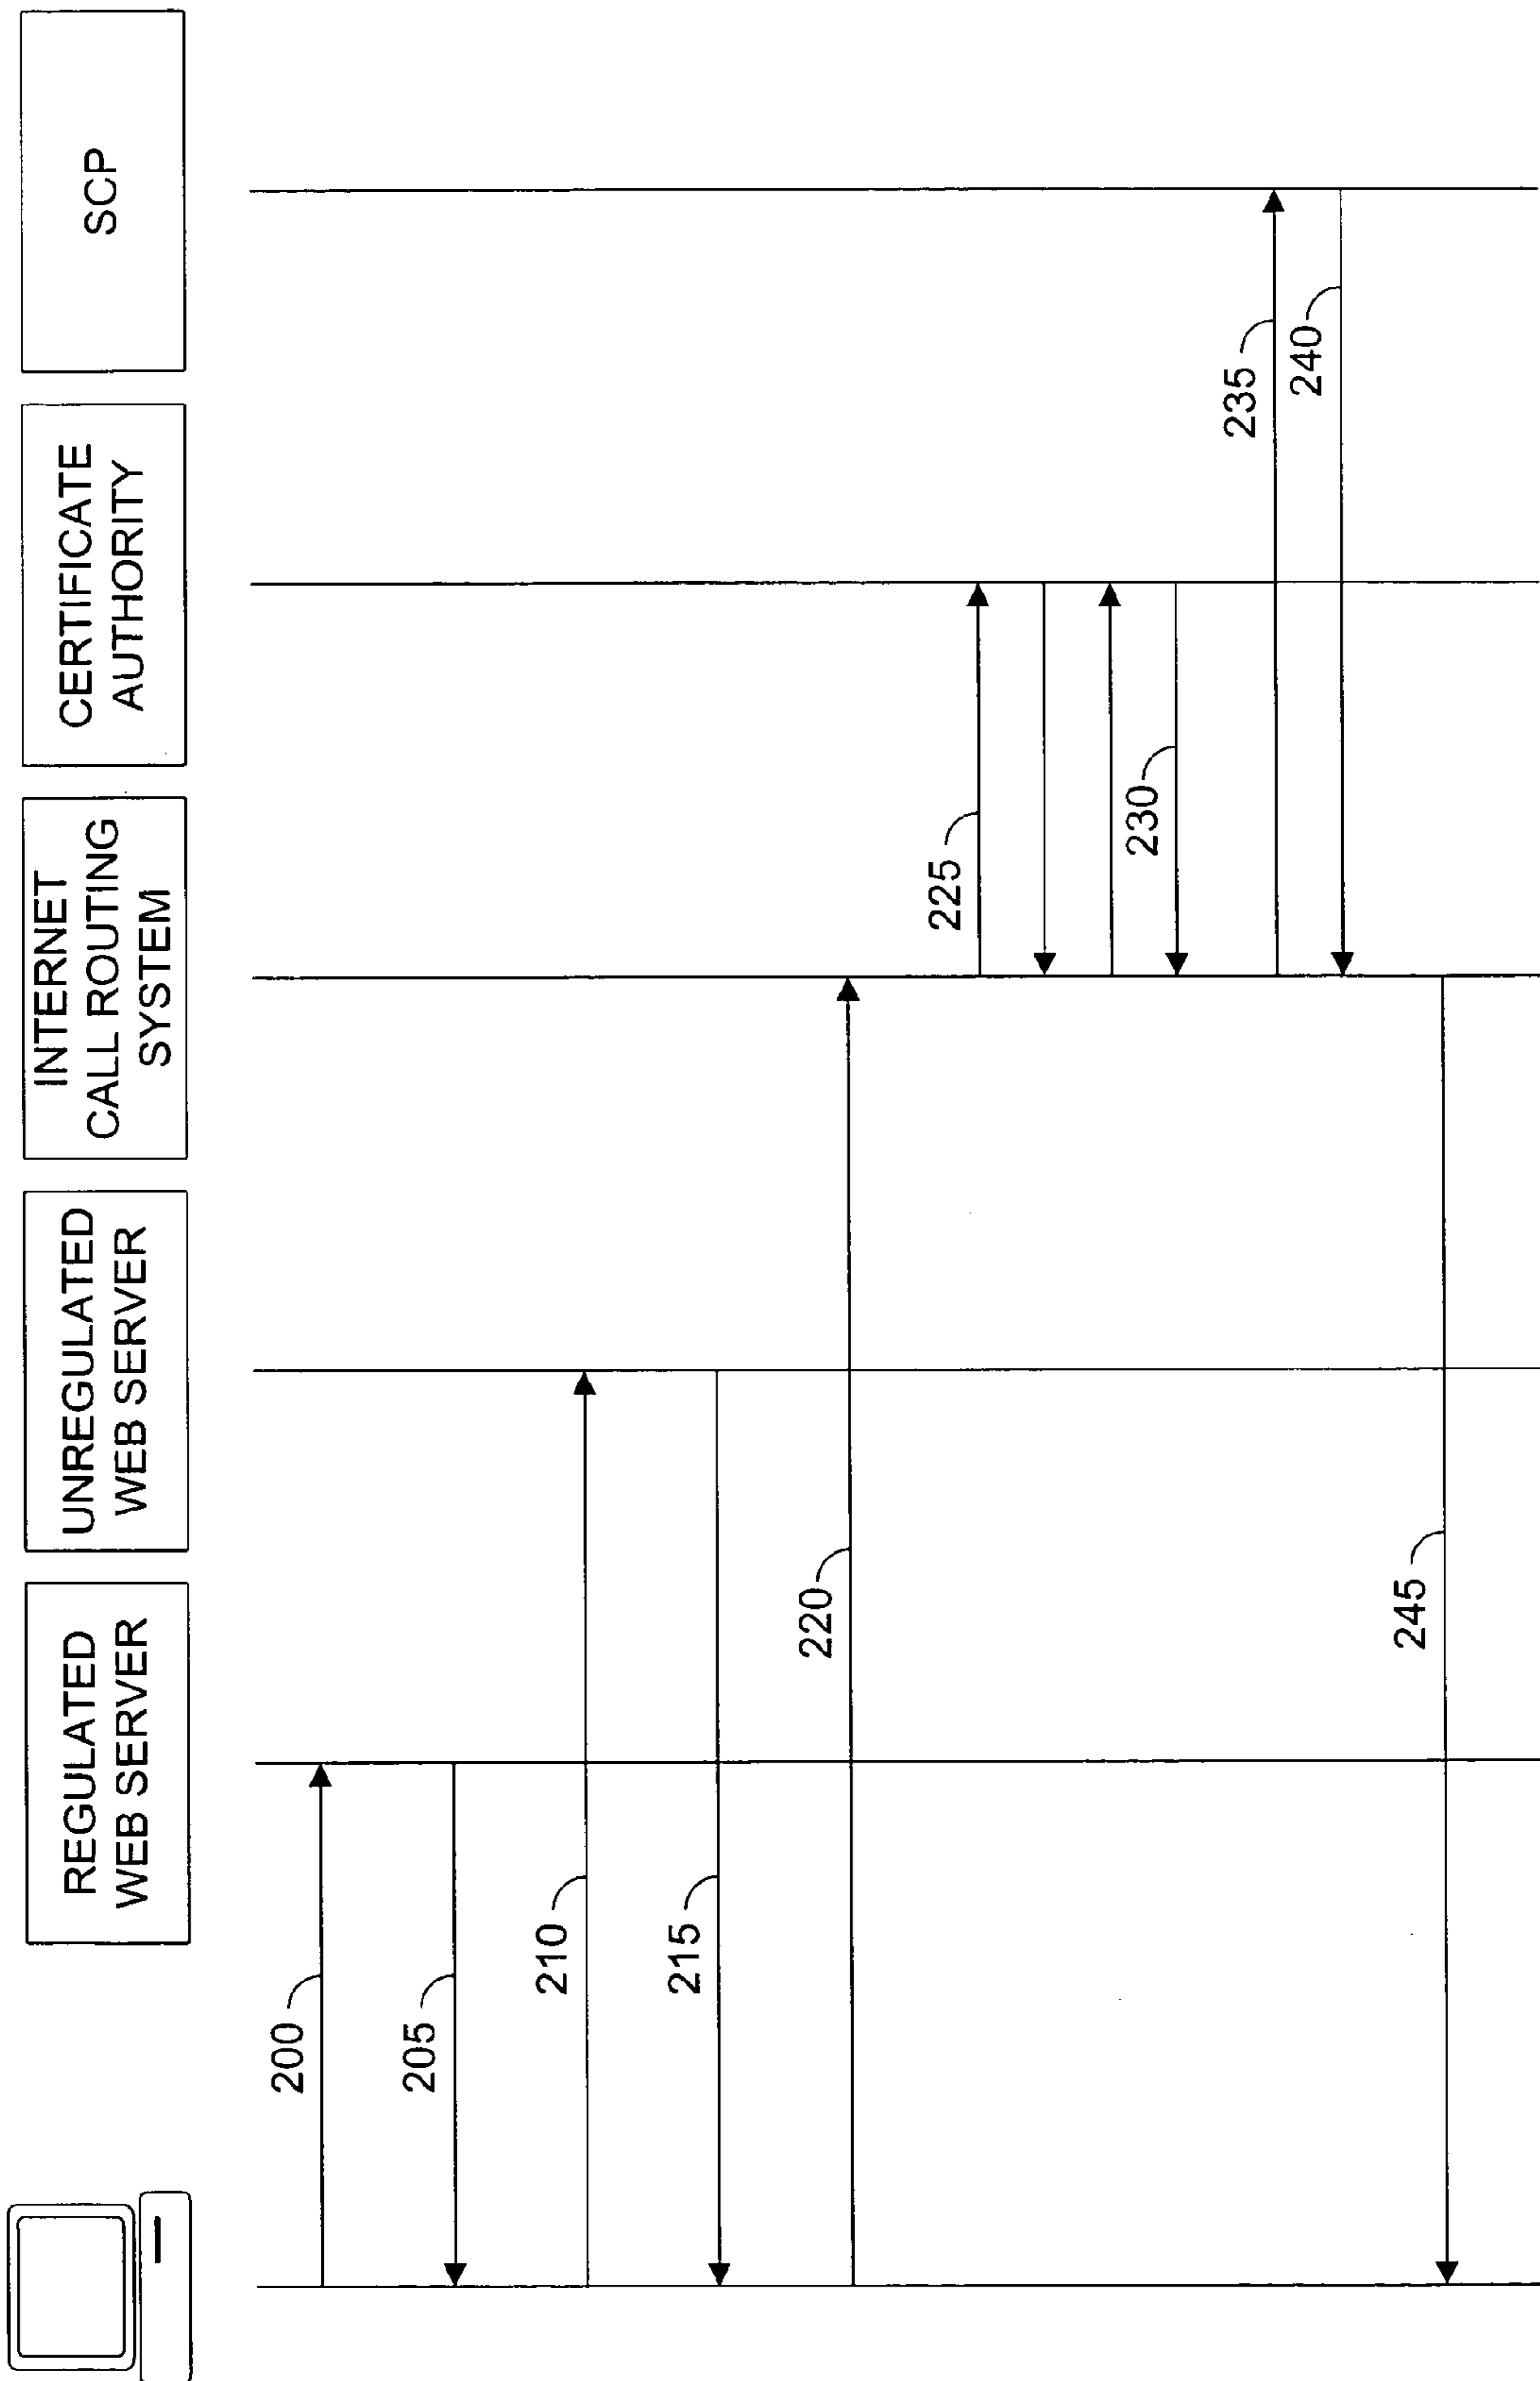 REGULATED
WEB SERVER
UNREGULATED
WEB SERVER
INTERNET
CALL ROUTING
SYSTEM
CERTIFICATE
AUTHORITY
SCP
200
205
210
215
220
225
230
235
240
245